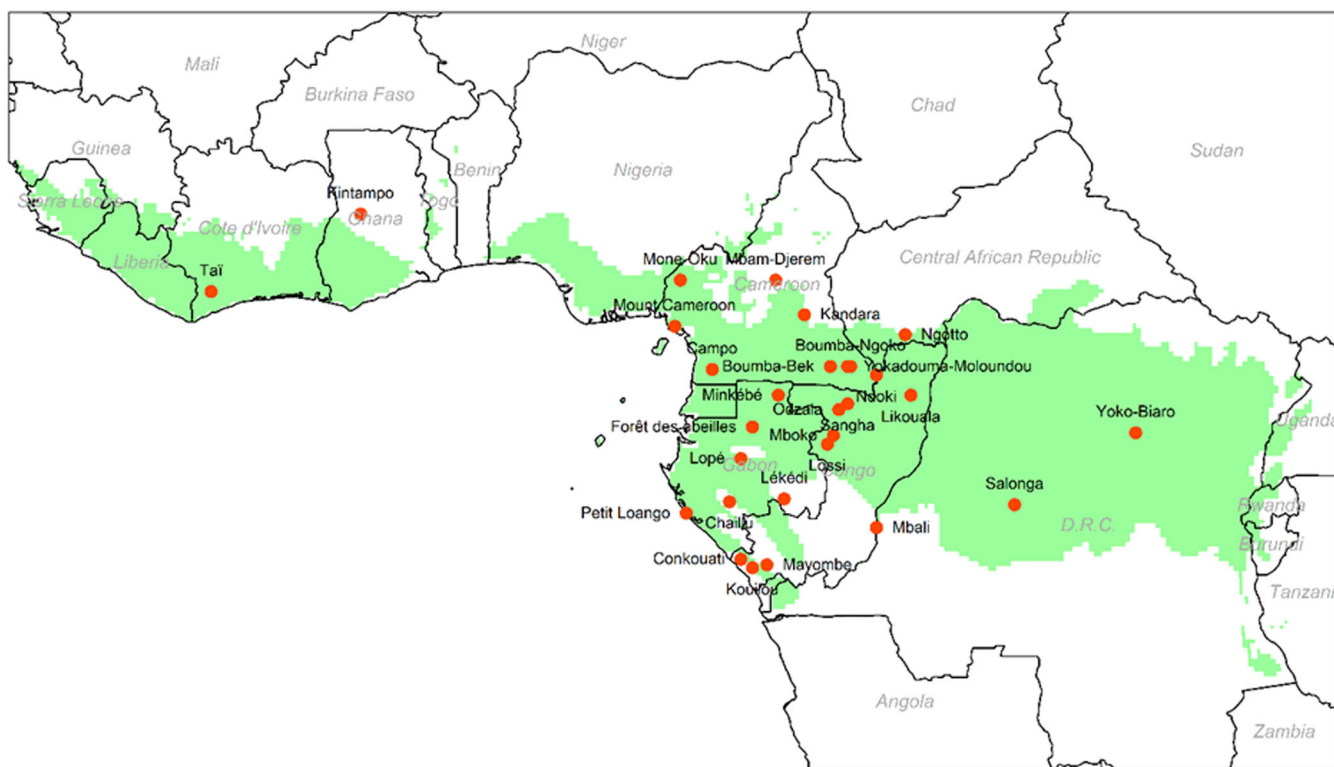 Niger
Mali
Burkina Faso
Chad
Guinea
Sudan
Benin
Nigeria
Kintampo
Sierra Leone
Togo
Ghana
Cote d'Ivoire
Central African Republic
Liberia
Taï
Mone-Oku
Mbam-Djerem
Cameroon
Mount Cameroon
Kandara
Ngotto
Campo
Boumba-Ngoko
Boumba-Bek
Yokadouma-Moloundou
Minkébé
Ndoki
Odzala
Likouala
Yoko-Biaro
Uganda
Forêt des abeilles
Sangha
Mboko
Lopé
Gabon
Lossi
Congo
Lékédi
Salonga
Rwanda
Petit Loango
Chaillu
Mbali
D.R.C.
Burundi
Conkouati
Mayombe
Kouilou
Tanzani
Angola
Zambia